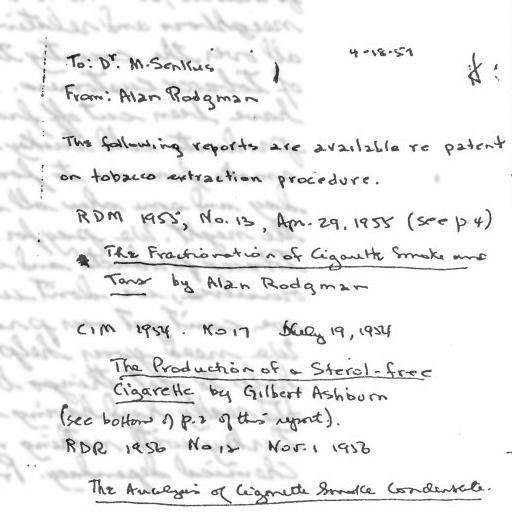 4-18-57
To: Dr. M. Senkus
From: Alan Rodgman
The following reports are available re patent
on tobacco extraction procedure.
RDM 1955, No. 13, Apr. 29, 1955 (see p. 4)
The Fractionation of Cigarette Smoke and
Tars by Alan Rodgman
CIM 1954. No 17 July 19, 1954
The Production of a Sterol-free
Cigarette by Gilbert Ashburn
(see bottom of p. 2 of this report).
RDR 1956 No 12 Nov. 1 1956
The Analysis of Cigarette Smoke Condensate.